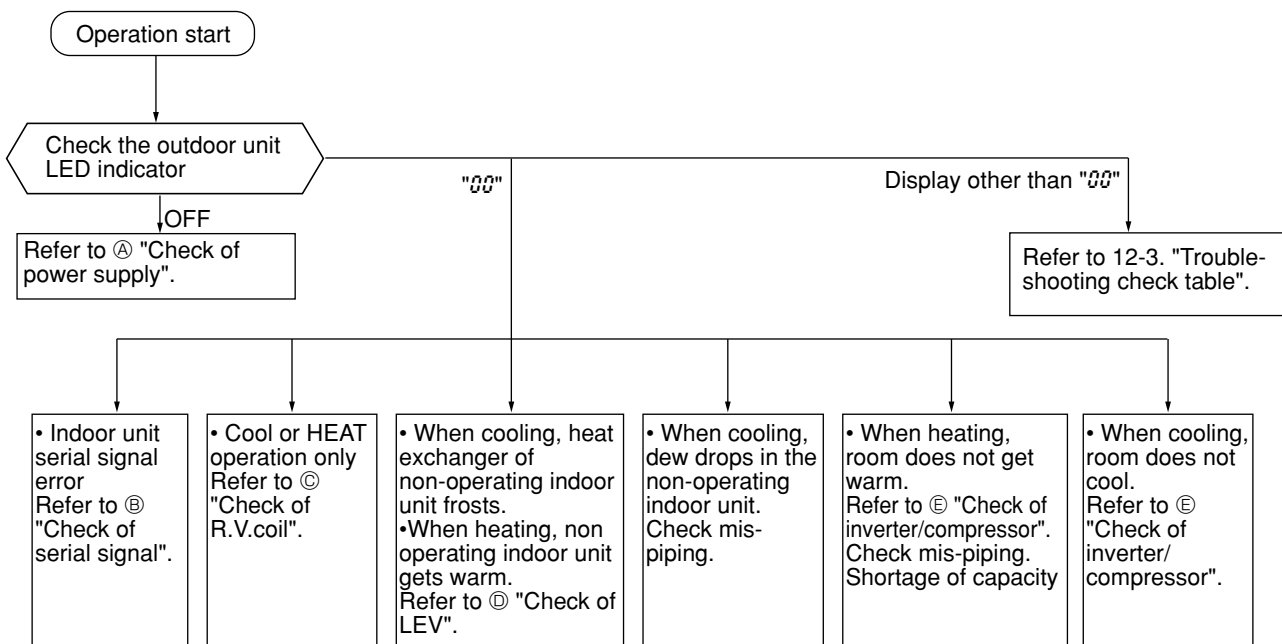 Operation start
Check the outdoor unit
LED indicator
"00"
Display other than "00"
OFF
Refer to Ⓐ "Check of
power supply".
Refer to 12-3. "Trouble-
shooting check table".
• Indoor unit
serial signal
error
Refer to Ⓑ
"Check of
serial signal".
• Cool or HEAT
operation only
Refer to Ⓒ
"Check of
R.V.coil".
• When cooling, heat
exchanger of
non-operating indoor
unit frosts.
•When heating, non
operating indoor unit
gets warm.
Refer to Ⓓ "Check of
LEV".
• When cooling,
dew drops in the
non-operating
indoor unit.
Check mis-
piping.
• When heating,
room does not get
warm.
Refer to Ⓔ "Check of
inverter/compressor".
Check mis-piping.
Shortage of capacity
• When cooling,
room does not
cool.
Refer to Ⓔ
"Check of
inverter/
compressor".